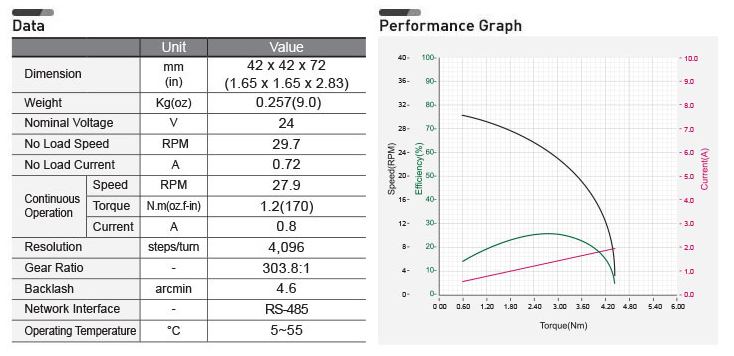 Data
Unit Value
Dimension mm (in) 42 x 42 x 72 (1.65 x 1.65 x 2.83)
Weight Kg(oz) 0.257(9.0)
Nominal Voltage V 24
No Load Speed RPM 29.7
No Load Current A 0.72
Continuous Operation Speed RPM 27.9
Torque N.m(oz.f-in) 1.2(170)
Current A 0.8
Resolution steps/turn 4,096
Gear Ratio - 303.8:1
Backlash arcmin 4.6
Network Interface - RS-485
Operating Temperature °C 5~55
Performance Graph
Speed(RPM)
40-
36-
32-
28-
24-
20-
16-
12-
8-
4-
0-
Efficiency(%)
100-
90-
80-
70-
60-
50-
40-
30-
20-
10-
0-
- 10.0
- 9.0
- 8.0
- 7.0
- 6.0
- 5.0
- 4.0
- 3.0
- 2.0
- 1.0
- 0.0
Current(A)
0.00 0.60 1.20 1.80 2.40 3.00 3.60 4.20 4.80 5.40 6.00
Torque(Nm)